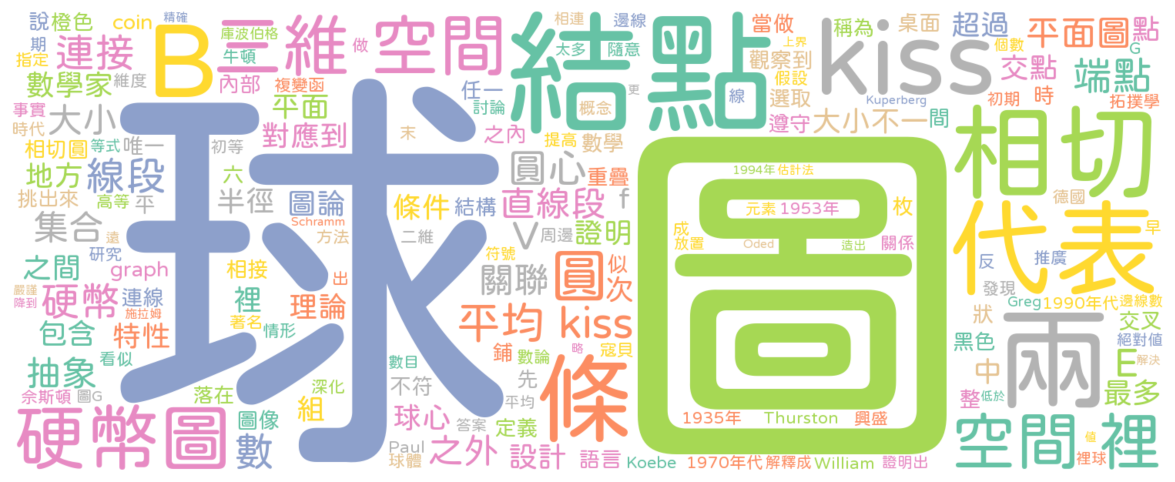 球
圖
結點
kiss
相切
代表
兩
條
B
三維
空間
空間裡
硬幣圖
平均 kiss
圓
數
連接
數學家
內部
大小
平面
對應到
地方
線段
集合
半徑
圖論
條件
結構
直線段
圓心
重疊
f
V
周邊
證明
關聯
之間
graph
硬幣
連線
裡
理論
特性
包含
抽象
落在
組
不符
球心
之外
定義
設計
語言
似
次
枚
端點
平面圖
點
交點
超過
桌面
稱為
當做
觀察到
選取
遵守
大小不一
間
時
初期
拓撲學
G
個數
Kuperberg
上界
假設
線
說
橙色
coin
精確
期
指定
庫波伯格
牛頓
做
維度
複變函
相連
邊線
太多
隨意
任一
討論
概念
更
之內
提高
數學
事實
時代
相切圓
等式
唯一
初等
末
挑出來
高等
平
六
Schramm
方法
二維
遠
研究
符號
相接
出
嚴謹
降到
施拉姆
著名
情形
看似
數目
鋪
數論
寇貝
略
先
平均
答案
深化
佘斯頓
圖G
圖像
Paul
球體
1994年
估計法
元素
1953年
成
放置
Oded
造出
關係
1935年
Thurston
興盛
Koebe
1970年代
解釋成
William
證明出
德國
早
反
推廣
發現
Greg
1990年代
邊線數
狀
交叉
黑色
絕對值
E
解決
中
整
低於
最多
值
裡球